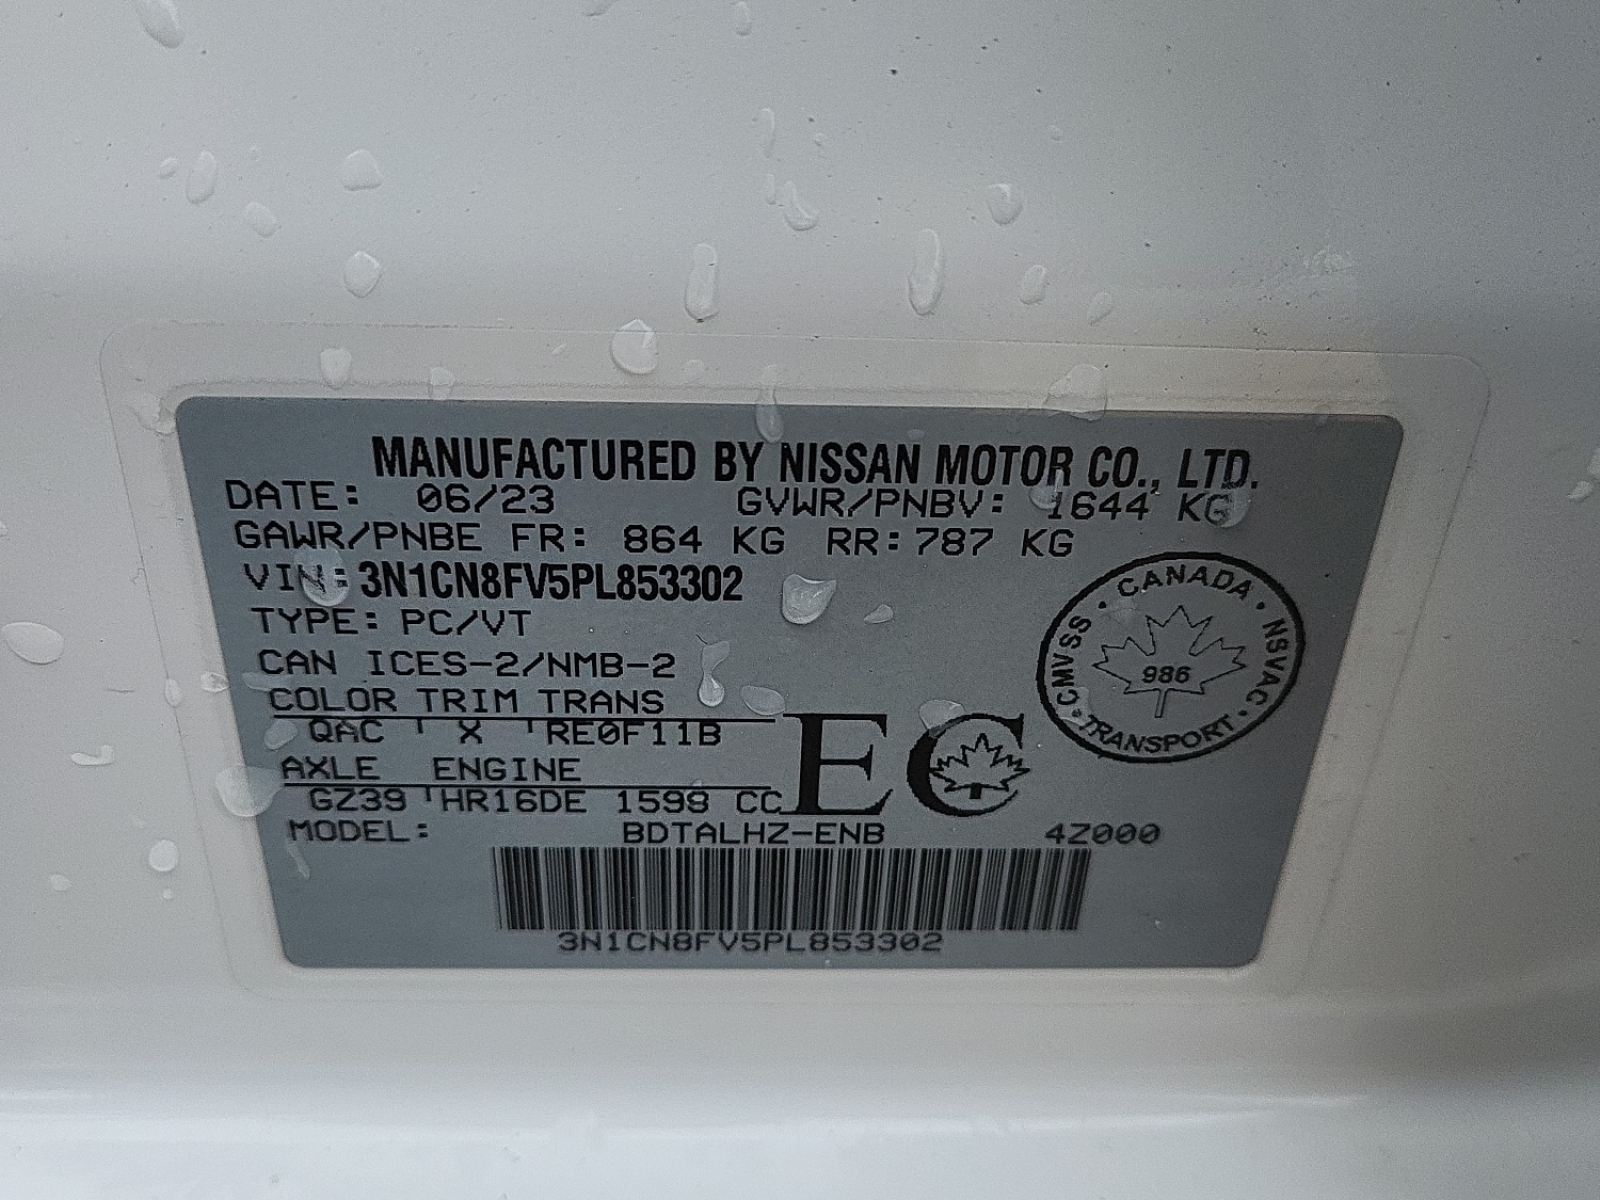 MANUFACTURED BY NISSAN MOTOR CO., LTD.
DATE: 06/23 GVWR/PNBV: 1644 KG
GAWR/PNBE FR: 864 KG RR: 787 KG
VIN: 3N1CN8FV5PL853302
TYPE: PC/VT
CAN ICES-2/NMB-2
COLOR TRIM TRANS
QAC X RE0F11B
AXLE ENGINE
GZ39 HR16DE 1598 CC
EC
MODEL: BDTALHZ-ENB 4Z000
3N1CN8FV5PL853302
CANADA · NSVAC · TRANSPORT · CMVSS ·
986